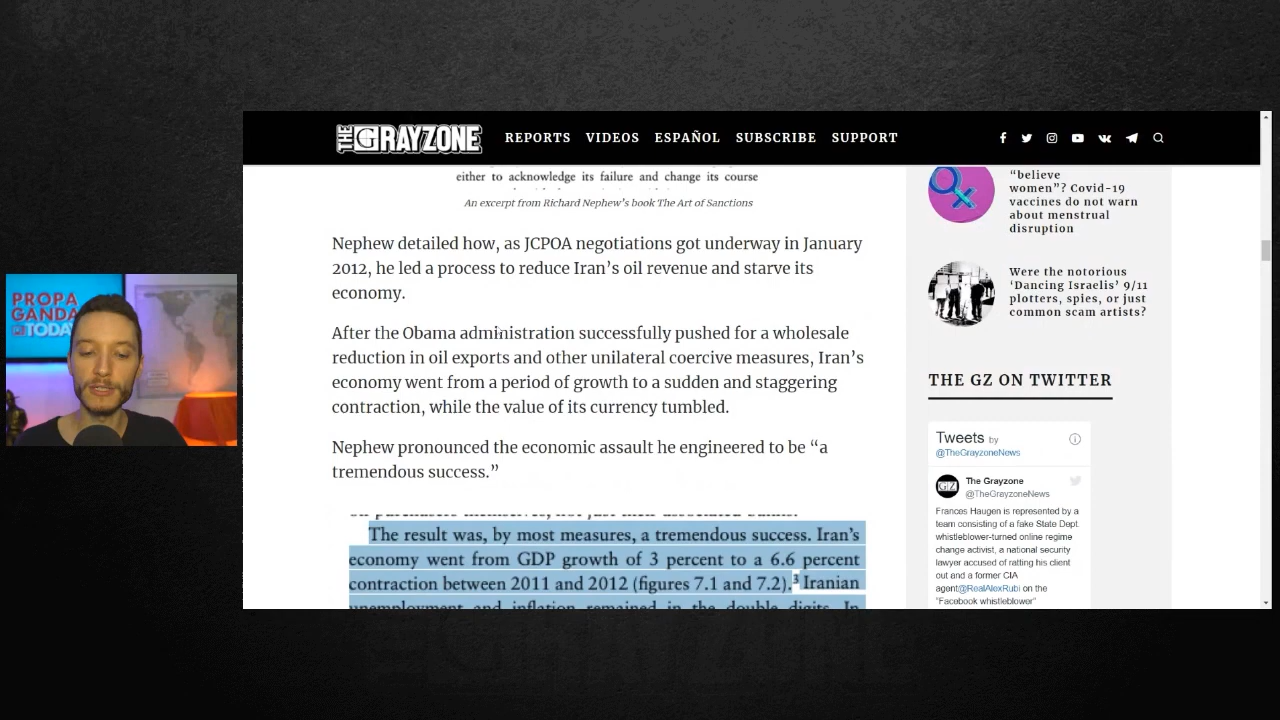 THE GRAYZONE
REPORTS VIDEOS ESPAÑOL SUBSCRIBE SUPPORT
either to acknowledge its failure and change its course
An excerpt from Richard Nephew's book The Art of Sanctions
Nephew detailed how, as JCPOA negotiations got underway in January
2012, he led a process to reduce Iran's oil revenue and starve its
economy.
After the Obama administration successfully pushed for a wholesale
reduction in oil exports and other unilateral coercive measures, Iran's
economy went from a period of growth to a sudden and staggering
contraction, while the value of its currency tumbled.
Nephew pronounced the economic assault he engineered to be “a
tremendous success.”
The result was, by most measures, a tremendous success. Iran's
economy went from GDP growth of 3 percent to a 6.6 percent
contraction between 2011 and 2012 (figures 7.1 and 7.2).3 Iranian
unemployment and inflation remained in the double digits. In
“believe
women”? Covid-19
vaccines do not warn
about menstrual
disruption
Were the notorious
‘Dancing Israelis’ 9/11
plotters, spies, or just
common scam artists?
THE GZ ON TWITTER
Tweets by
@TheGrayzoneNews
GZ
The Grayzone
@TheGrayzoneNews
Frances Haugen is represented by a
team consisting of a fake State Dept
whistleblower-turned online regime
change activist, a national security
lawyer accused of ratting his client
out and a former CIA
agent@RealAlexRubi on the
"Facebook whistleblower"
PROPA
GANDA
TODAY